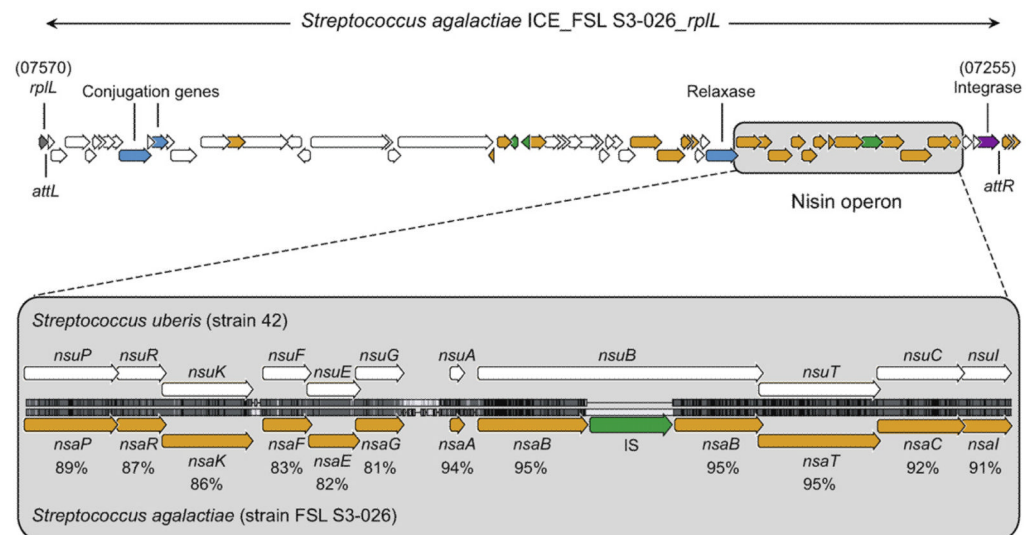 Streptococcus agalactiae ICE_FSL S3-026_rplL
(07570)
rplL
Conjugation genes
Relaxase
(07255)
Integrase
attL
attR
Nisin operon
Streptococcus uberis (strain 42)
nsuP nsuR nsuK nsuF nsuE nsuG nsuA nsuB nsuT nsuC nsuI
nsaP nsaR nsaK nsaF nsaE nsaG nsaA nsaB IS nsaB nsaT nsaC nsaI
89% 87% 86% 83% 82% 81% 94% 95% 95% 95% 92% 91%
Streptococcus agalactiae (strain FSL S3-026)